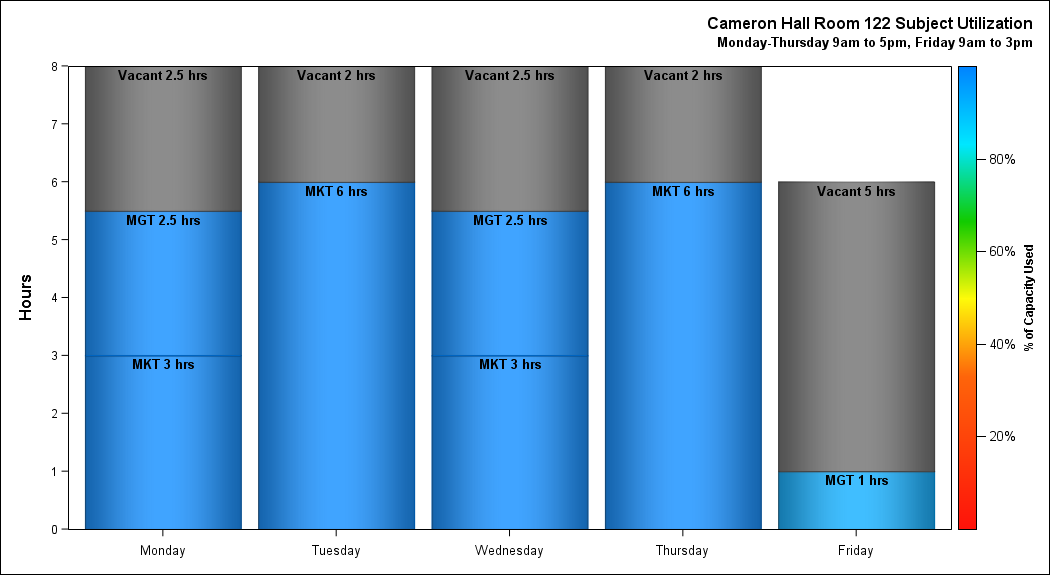 Cameron Hall Room 122 Subject Utilization
Monday-Thursday 9am to 5pm, Friday 9am to 3pm
Hours
8
7
6
5
4
3
2
1
0
Vacant 2.5 hrs
MGT 2.5 hrs
MKT 3 hrs
Vacant 2 hrs
MKT 6 hrs
Vacant 2.5 hrs
MGT 2.5 hrs
MKT 3 hrs
Vacant 2 hrs
MKT 6 hrs
Vacant 5 hrs
MGT 1 hrs
Monday
Tuesday
Wednesday
Thursday
Friday
80%
60%
40%
20%
% of Capacity Used